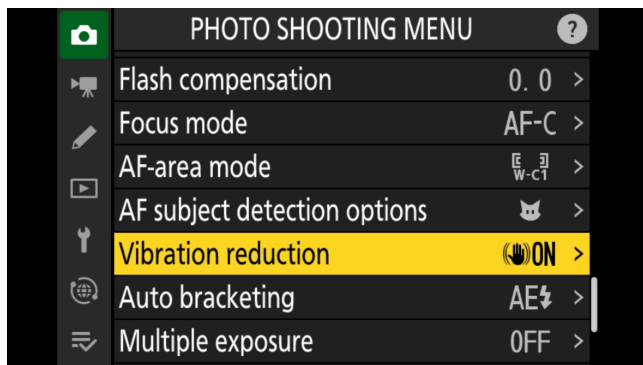 PHOTO SHOOTING MENU ?
Flash compensation 0. 0 >
Focus mode AF-C >
AF-area mode W-C1 >
AF subject detection options >
Vibration reduction ON >
Auto bracketing AE >
Multiple exposure OFF >